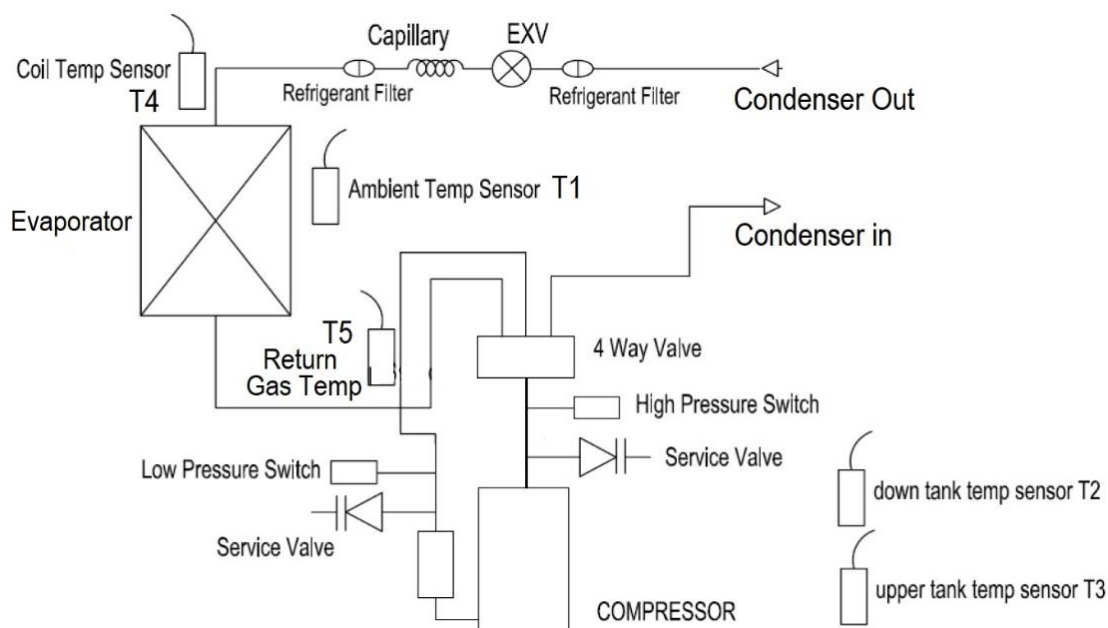 Capillary
EXV
Coil Temp Sensor
T4
Refrigerant Filter
Refrigerant Filter
Condenser Out
Ambient Temp Sensor T1
Evaporator
Condenser in
T5
Return
Gas Temp
4 Way Valve
High Pressure Switch
Low Pressure Switch
Service Valve
Service Valve
down tank temp sensor T2
upper tank temp sensor T3
COMPRESSOR